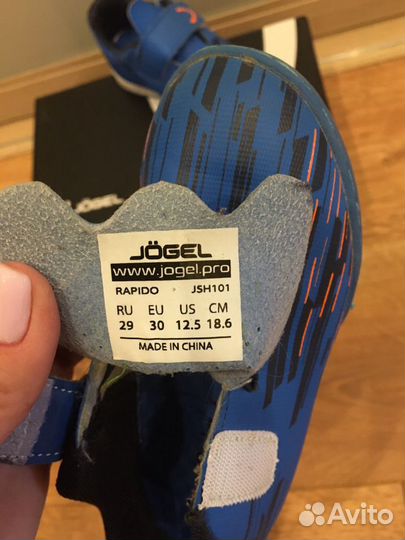 JÖGEL
JÖGEL
www.jogel.pro
RAPIDO JSH101
RU EU US CM
29 30 12.5 18.6
MADE IN CHINA
Avito